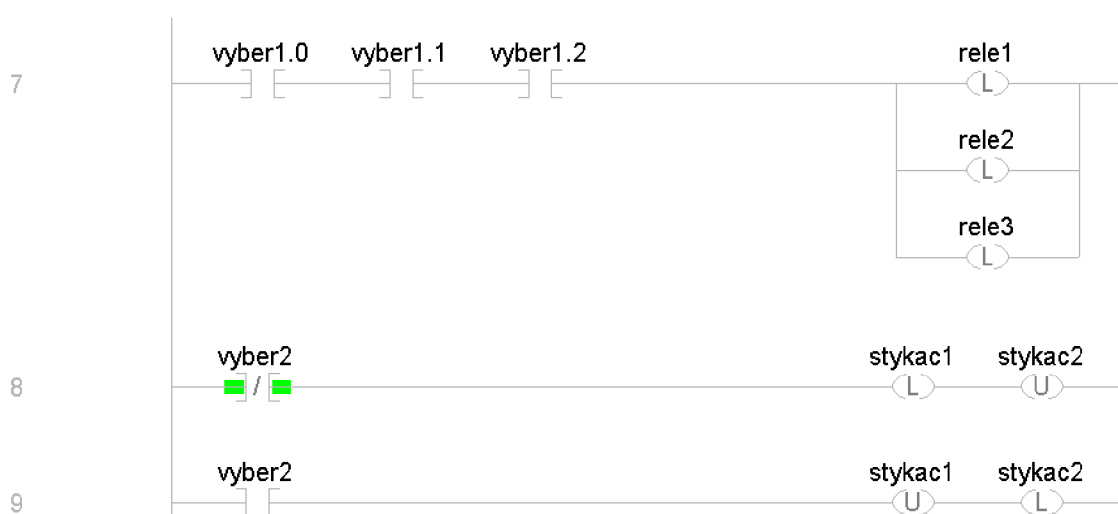 vyber1.0 vyber1.1 vyber1.2 rele1
7 L
rele2
L
rele3
L
vyber2 stykac1 stykac2
8 / L U
vyber2 stykac1 stykac2
9 U L